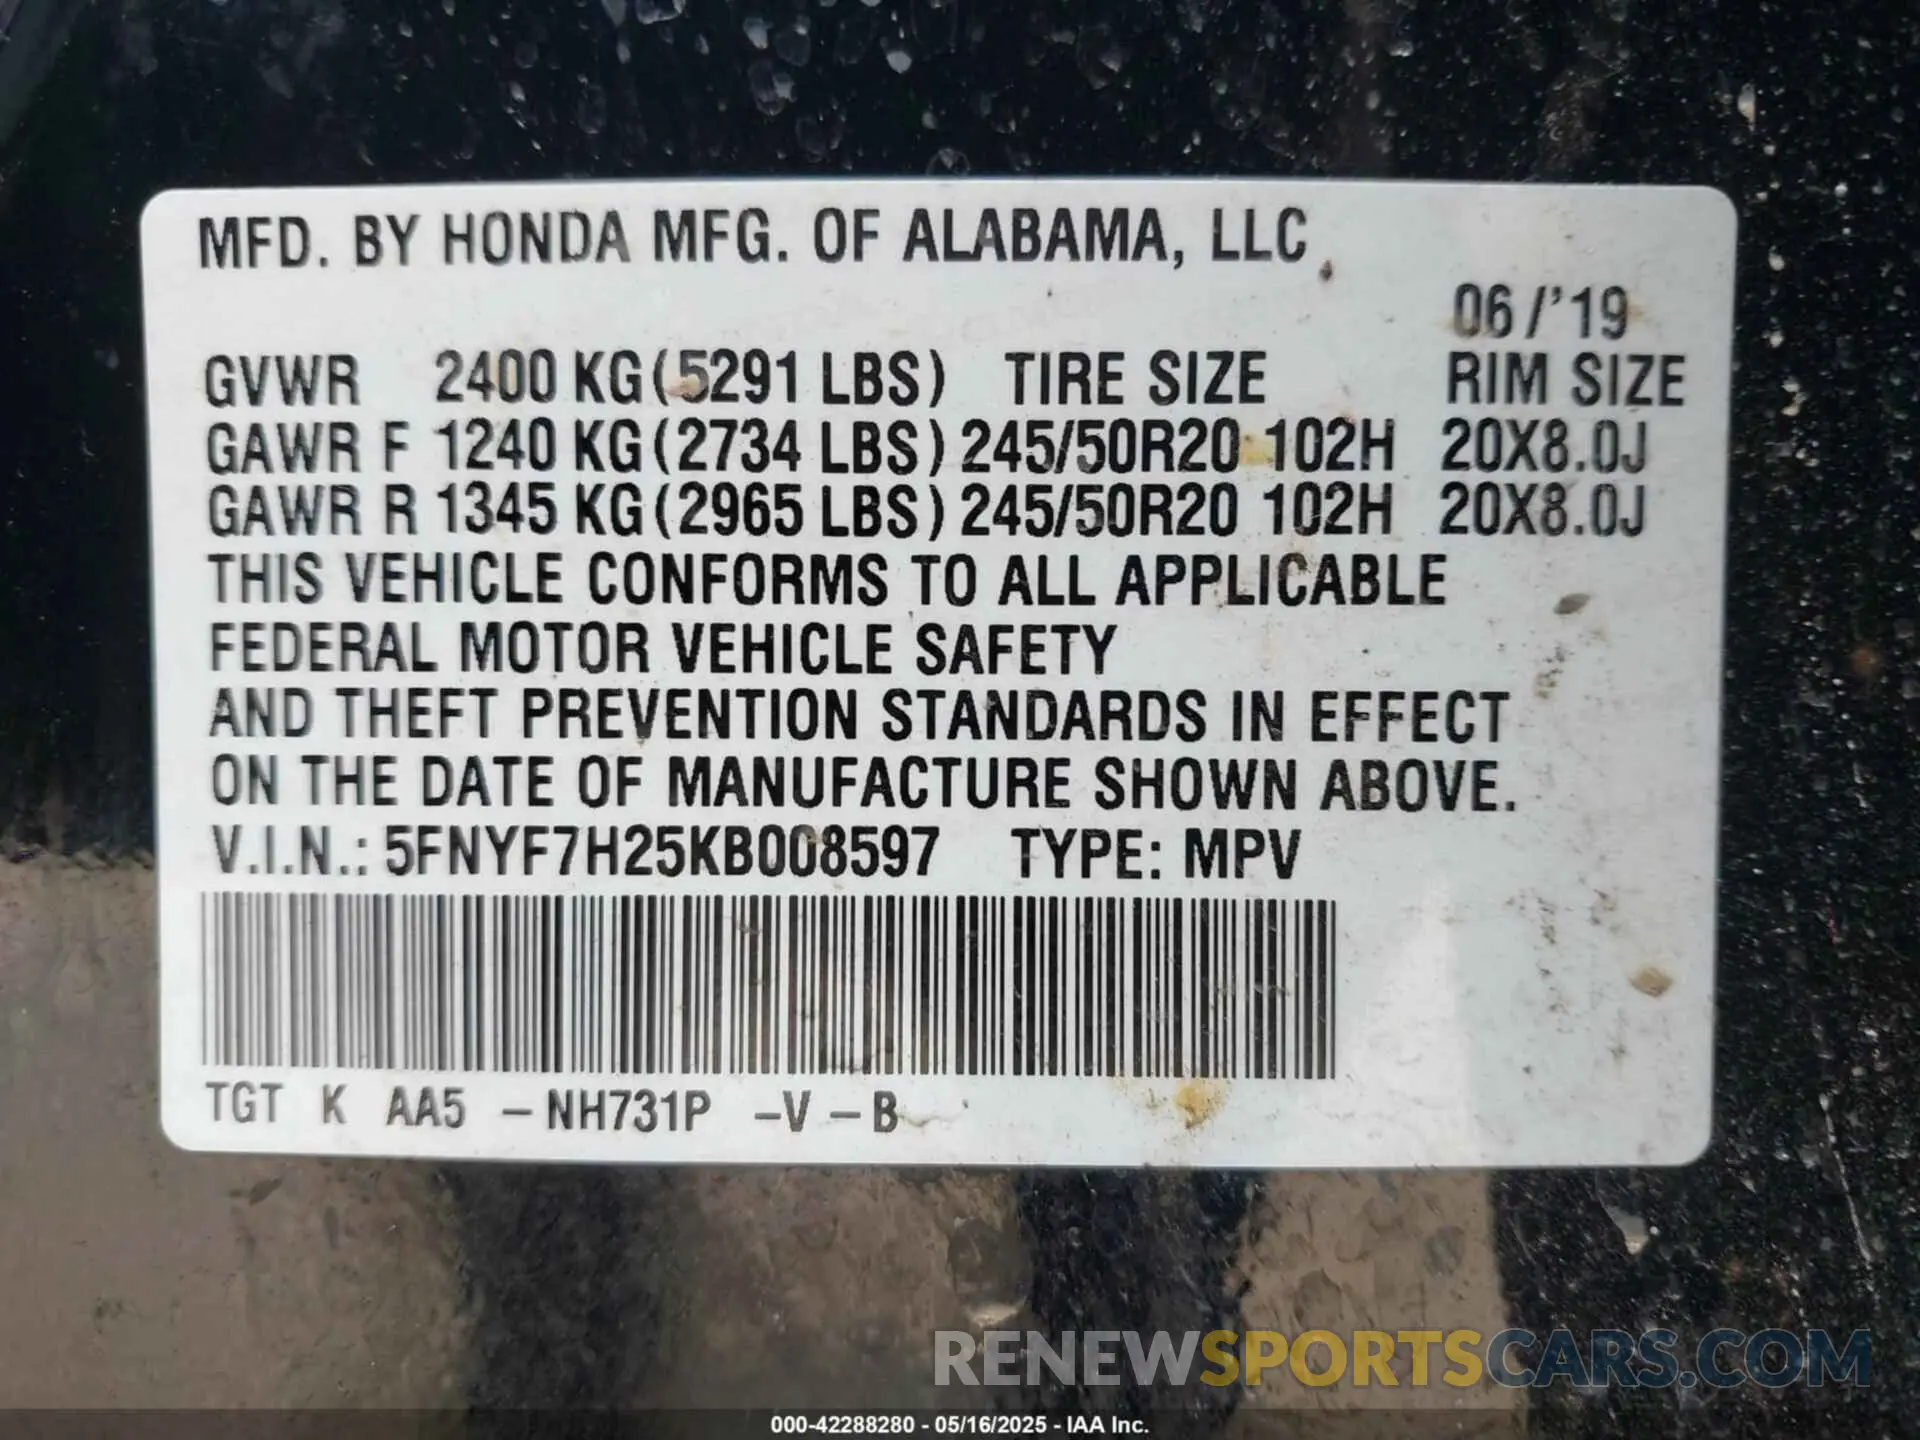 MFD. BY HONDA MFG. OF ALABAMA, LLC
06/'19
GVWR 2400 KG(5291 LBS) TIRE SIZE RIM SIZE
GAWR F 1240 KG(2734 LBS) 245/50R20 102H 20X8.0J
GAWR R 1345 KG(2965 LBS) 245/50R20 102H 20X8.0J
THIS VEHICLE CONFORMS TO ALL APPLICABLE
FEDERAL MOTOR VEHICLE SAFETY
AND THEFT PREVENTION STANDARDS IN EFFECT
ON THE DATE OF MANUFACTURE SHOWN ABOVE.
V.I.N.: 5FNYF7H25KB008597 TYPE: MPV
TGT K AA5 -NH731P -V-B
RENEWSPORTSCARS.COM
000-42288280 - 05/16/2025 - IAA Inc.